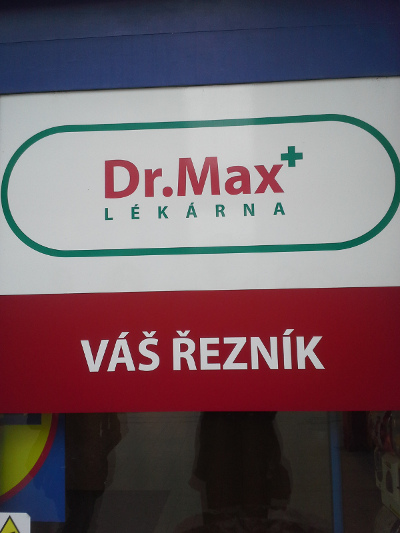 Dr.Max+
LÉKÁRNA
VÁŠ ŘEZNÍK